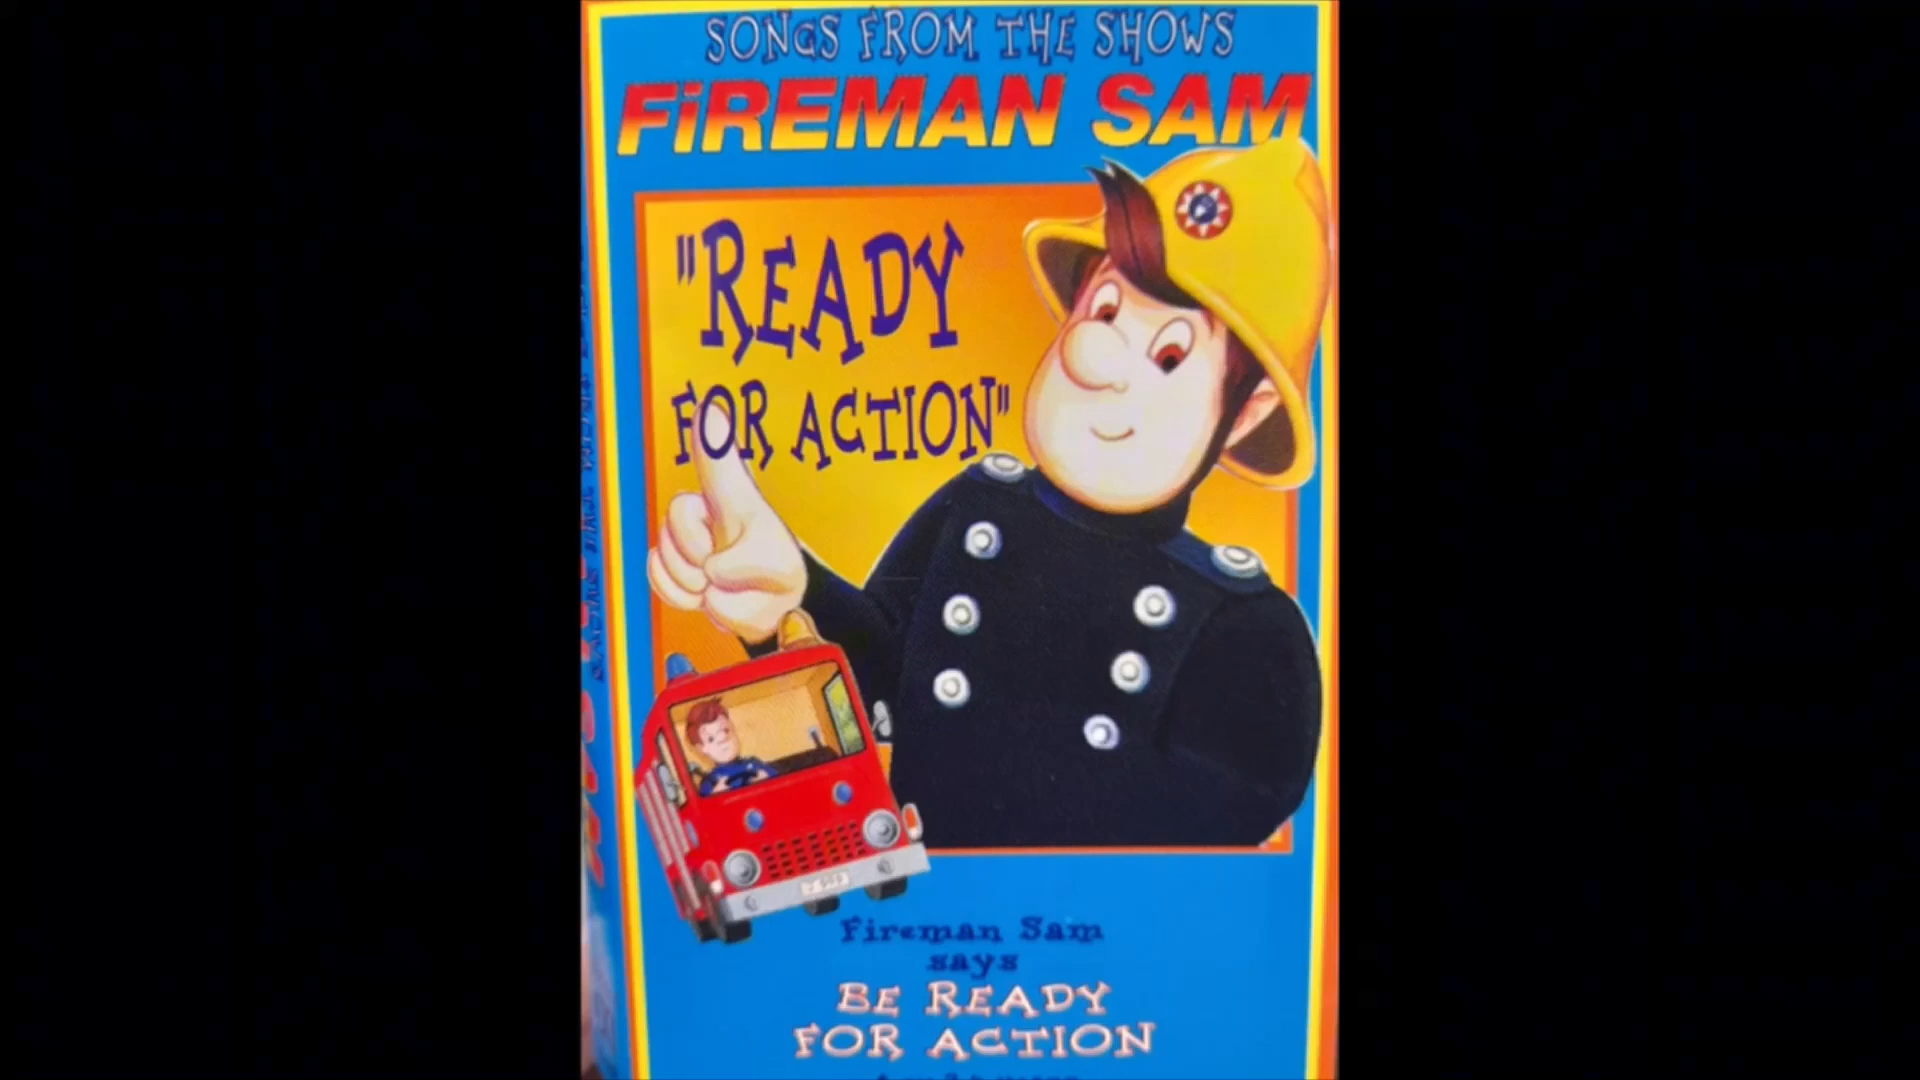 SONGS FROM THE SHOWS
FiREMAN SAM
"READY
FOR ACTION"
Fireman Sam
says
BE READY
FOR ACTION